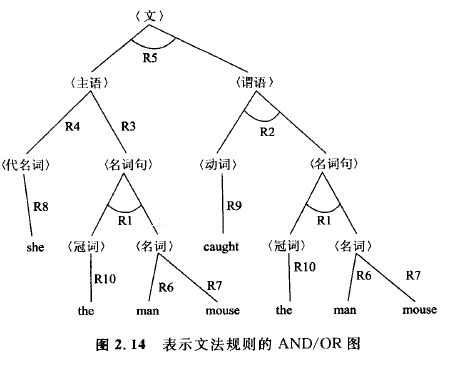 〈文〉
R5
〈主语〉 〈谓语〉
R4 R3 R2
〈代名词〉 〈名词句〉 〈动词〉 〈名词句〉
R8 R1 R9 R1
she 〈冠词〉 〈名词〉 caught 〈冠词〉 〈名词〉
R10 R6 R7 R10 R6 R7
the man mouse the man mouse
图 2.14 表示文法规则的 AND/OR 图